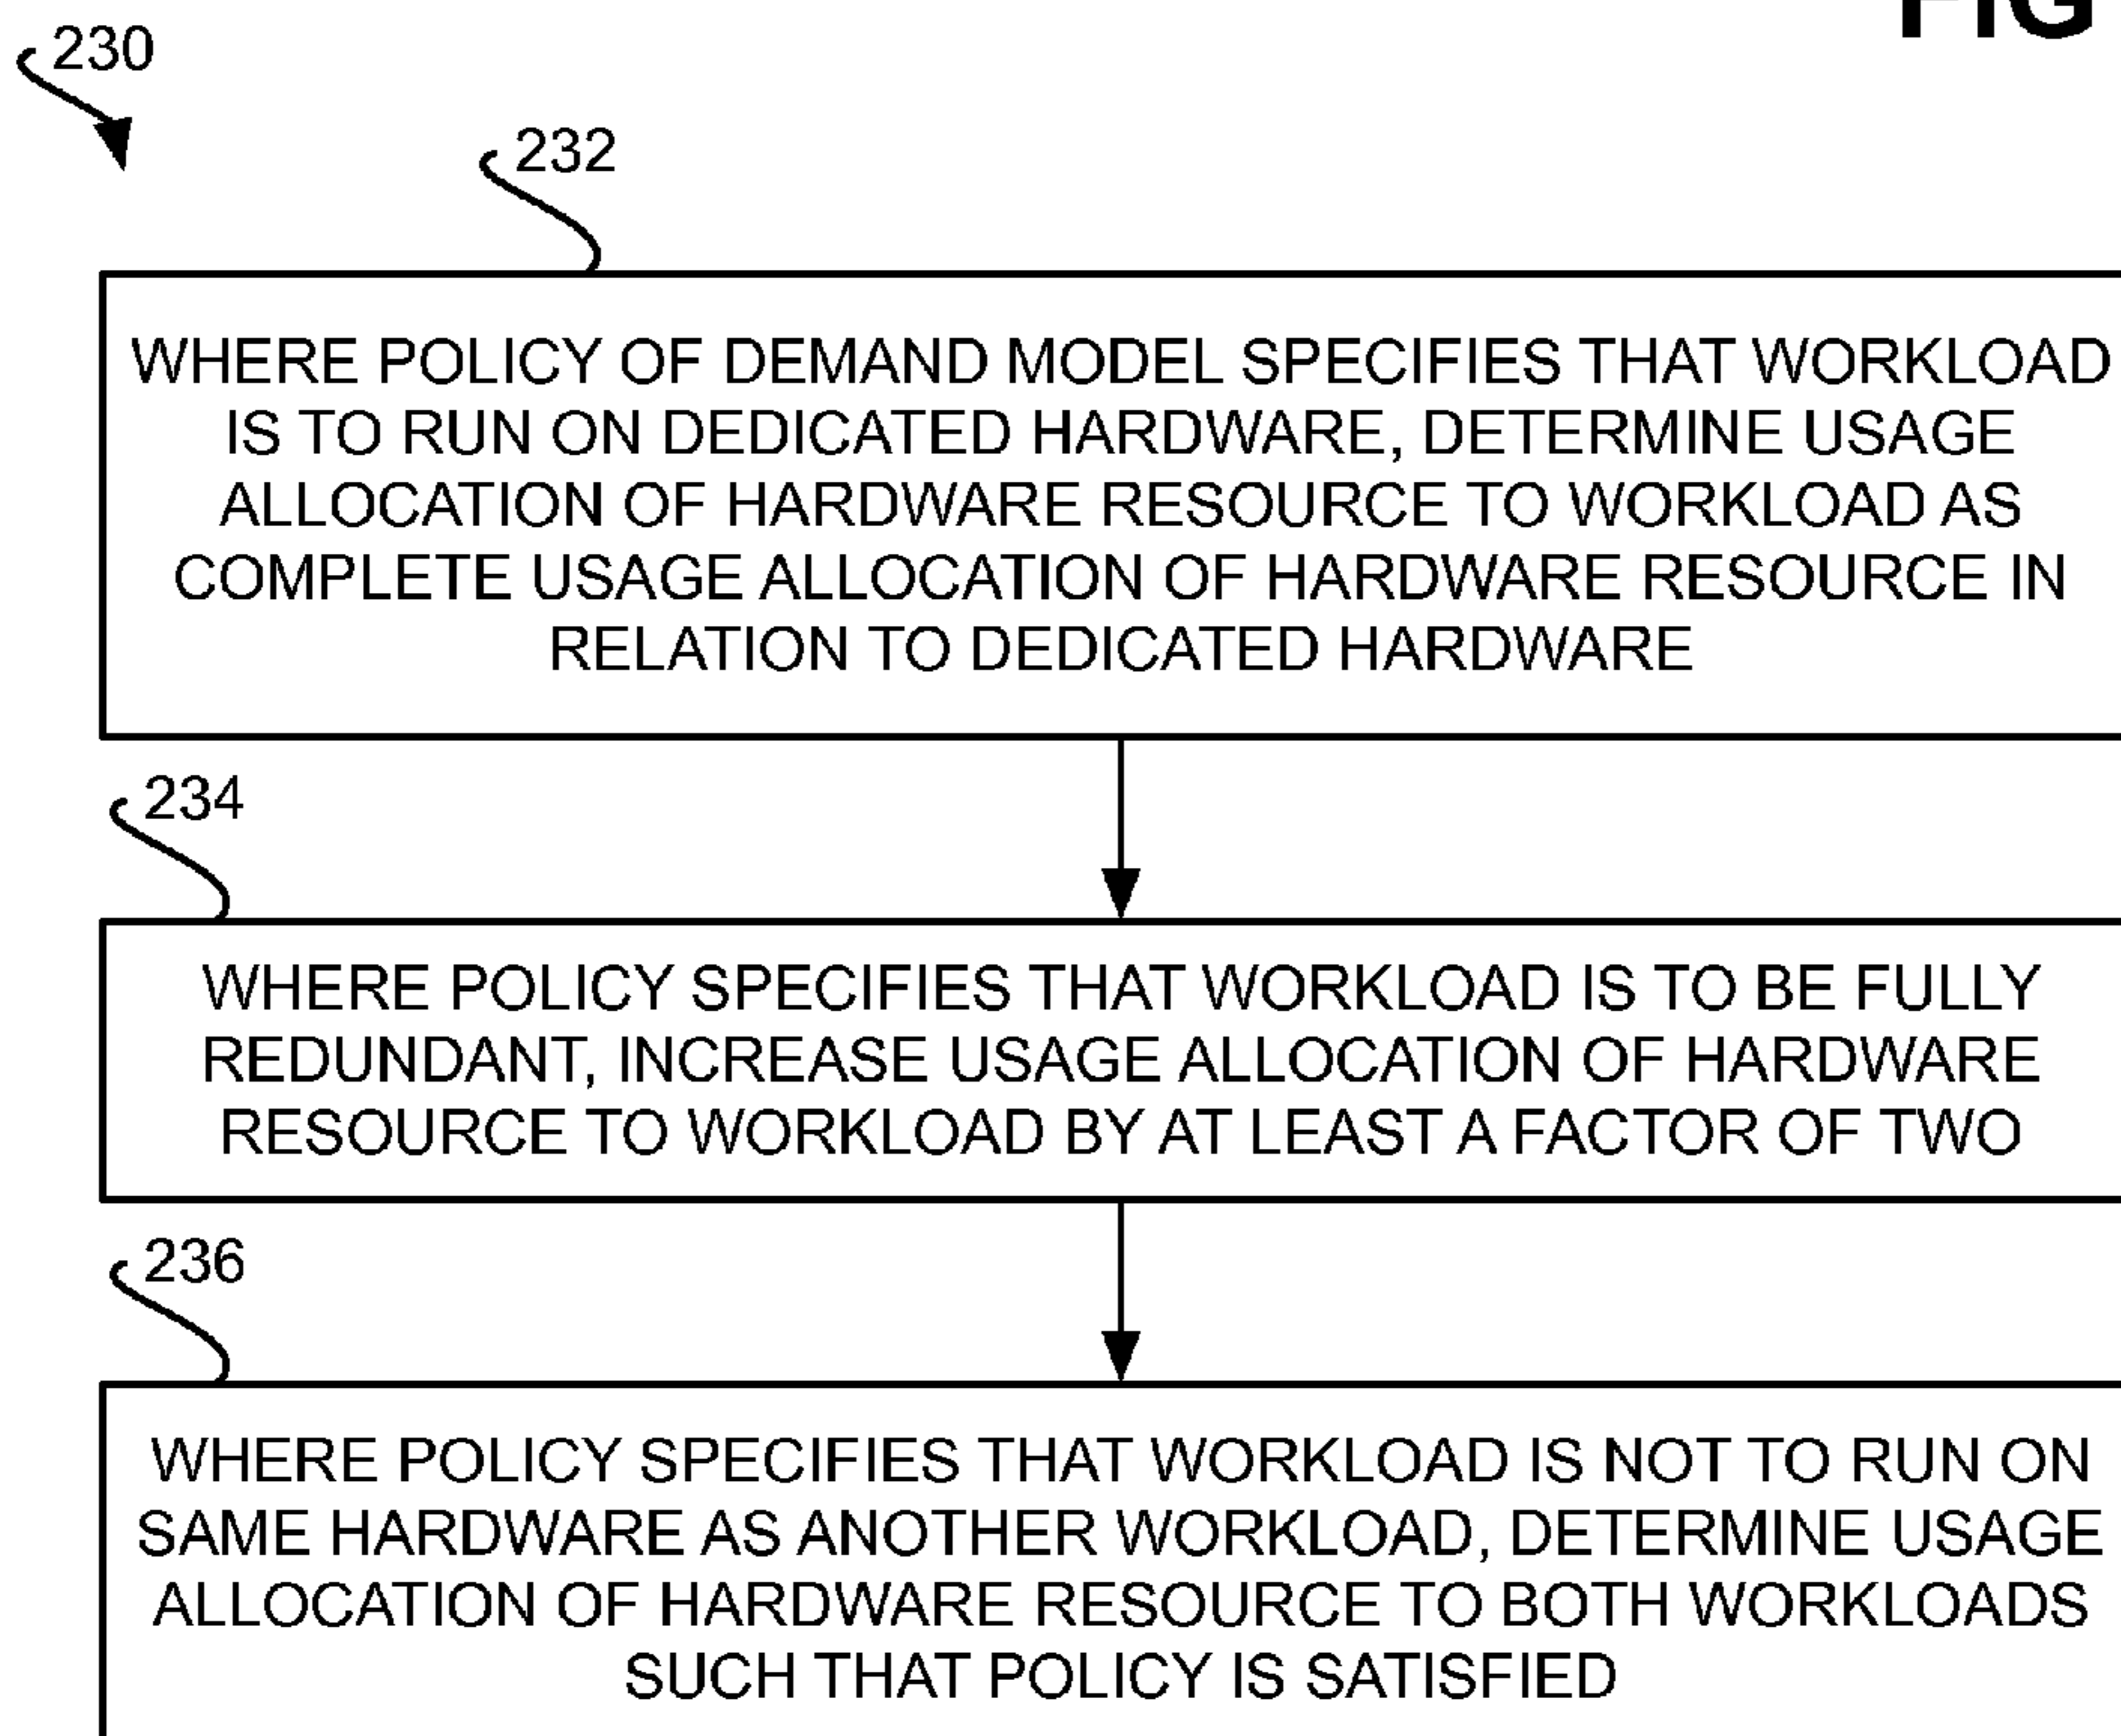 FIG
230
232
WHERE POLICY OF DEMAND MODEL SPECIFIES THAT WORKLOAD
IS TO RUN ON DEDICATED HARDWARE, DETERMINE USAGE
ALLOCATION OF HARDWARE RESOURCE TO WORKLOAD AS
COMPLETE USAGE ALLOCATION OF HARDWARE RESOURCE IN
RELATION TO DEDICATED HARDWARE
234
WHERE POLICY SPECIFIES THAT WORKLOAD IS TO BE FULLY
REDUNDANT, INCREASE USAGE ALLOCATION OF HARDWARE
RESOURCE TO WORKLOAD BY AT LEAST A FACTOR OF TWO
236
WHERE POLICY SPECIFIES THAT WORKLOAD IS NOT TO RUN ON
SAME HARDWARE AS ANOTHER WORKLOAD, DETERMINE USAGE
ALLOCATION OF HARDWARE RESOURCE TO BOTH WORKLOADS
SUCH THAT POLICY IS SATISFIED